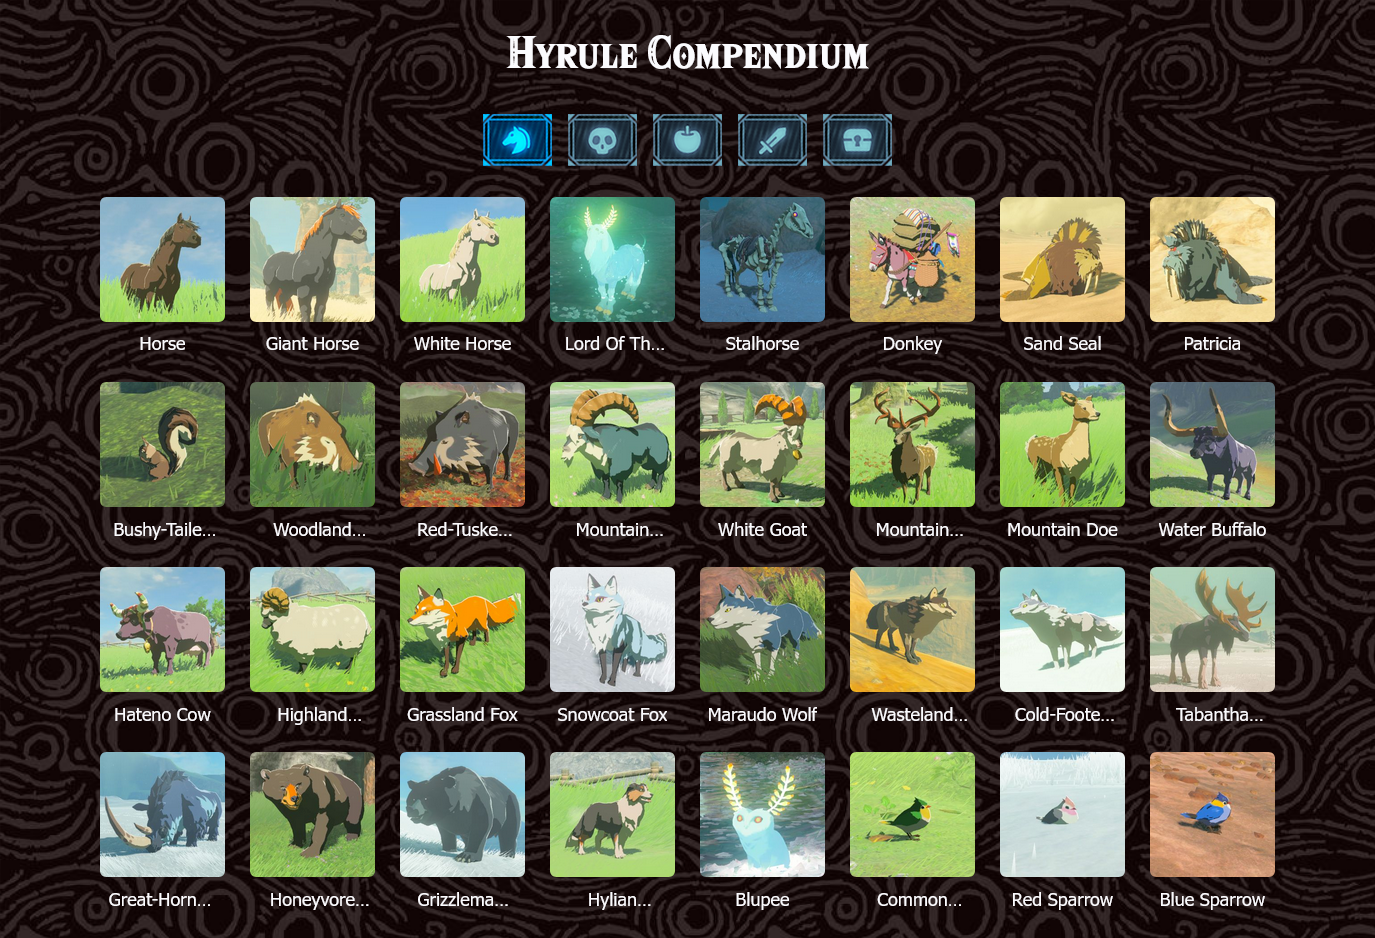 Hyrule Compendium
Horse
Giant Horse
White Horse
Lord Of Th...
Stalhorse
Donkey
Sand Seal
Patricia
Bushy-Taile...
Woodland...
Red-Tuske...
Mountain...
White Goat
Mountain...
Mountain Doe
Water Buffalo
Hateno Cow
Highland...
Grassland Fox
Snowcoat Fox
Maraudo Wolf
Wasteland...
Cold-Foote...
Tabantha...
Great-Horn...
Honeyvore...
Grizzlema...
Hylian...
Blupee
Common...
Red Sparrow
Blue Sparrow